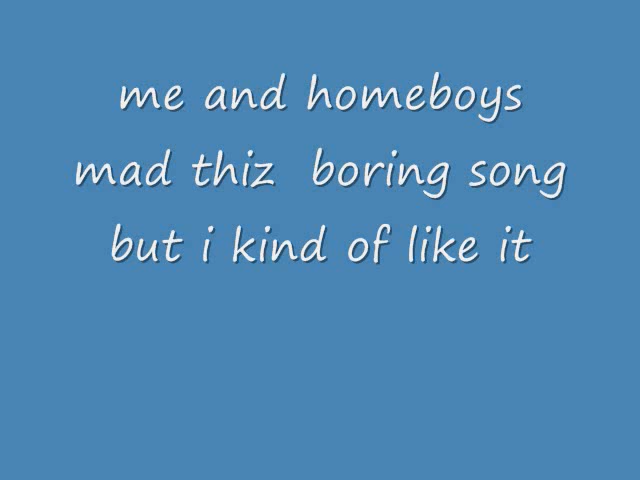 me and homeboys
mad thiz  boring song
but i kind of like it